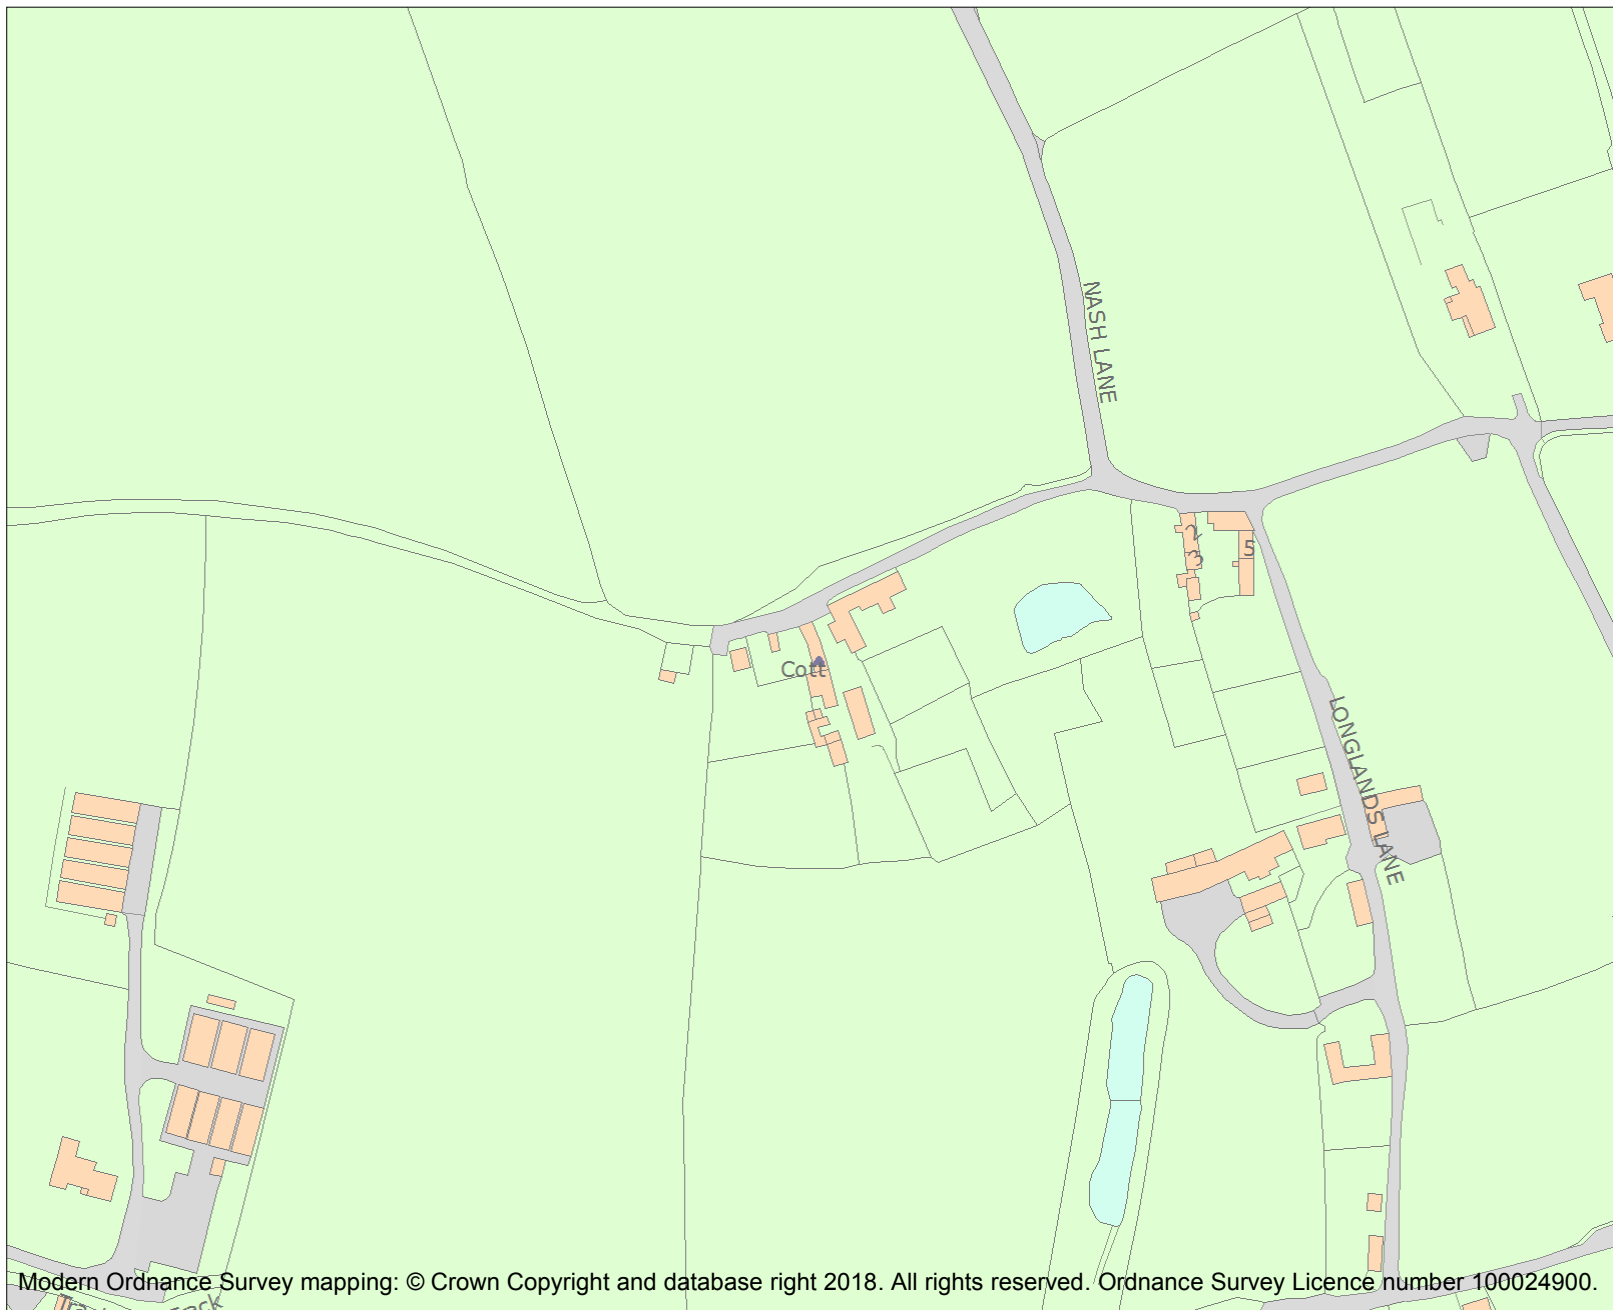 NASH LANE
2
3
5
Cott
LONGLANDS LANE
Modern Ordnance Survey mapping: © Crown Copyright and database right 2018. All rights reserved. Ordnance Survey Licence number 100024900.